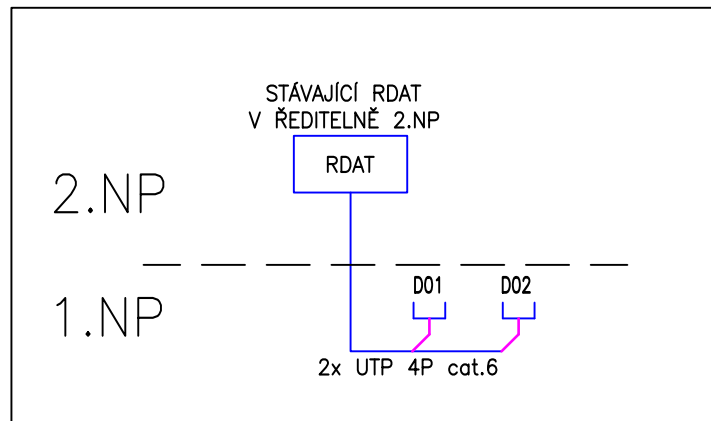 STÁVAJÍCÍ RDAT
V ŘEDITELNĚ 2.NP
RDAT
2.NP
D01 D02
1.NP
2x UTP 4P cat.6